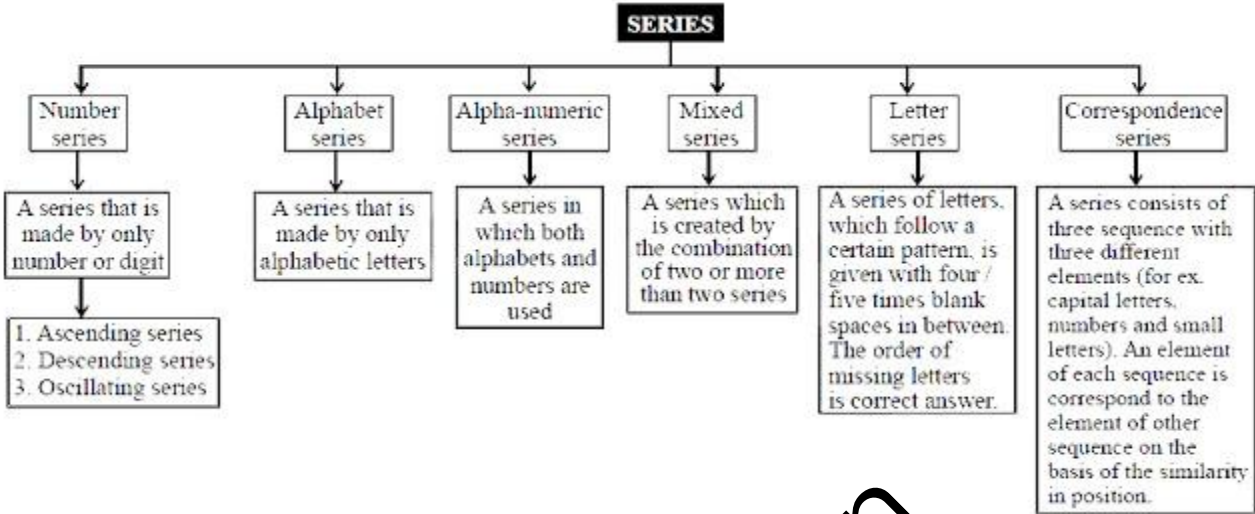 SERIES
Number
series
A series that is
made by only
number or digit
1. Ascending series
2. Descending series
3. Oscillating series
Alphabet
series
A series that is
made by only
alphabetic letters
Alpha-numeric
series
A series in
which both
alphabets and
numbers are
used
Mixed
series
A series which
is created by
the combination
of two or more
than two series
Letter
series
A series of letters,
which follow a
certain pattern, is
given with four /
five times blank
spaces in between.
The order of
missing letters
is correct answer.
Correspondence
series
A series consists of
three sequence with
three different
elements (for ex.
capital letters,
numbers and small
letters). An element
of each sequence is
correspond to the
element of other
sequence on the
basis of the similarity
in position.